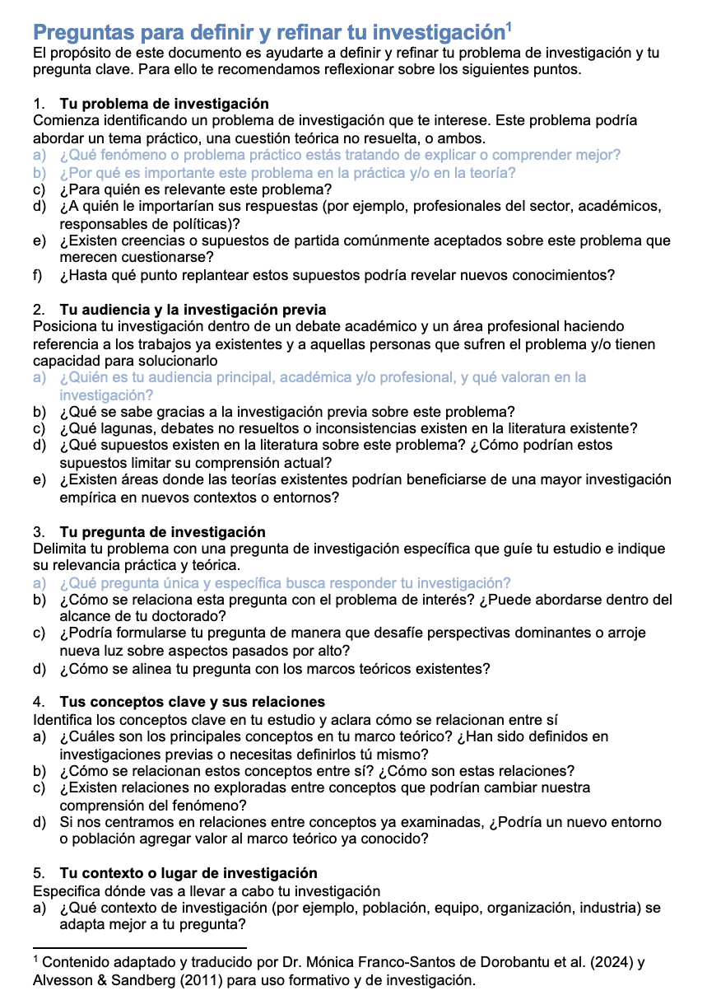 Preguntas para definir y refinar tu investigación¹
El propósito de este documento es ayudarte a definir y refinar tu problema de investigación y tu
pregunta clave. Para ello te recomendamos reflexionar sobre los siguientes puntos.
1. Tu problema de investigación
Comienza identificando un problema de investigación que te interese. Este problema podría
abordar un tema práctico, una cuestión teórica no resuelta, o ambos.
a) ¿Qué fenómeno o problema práctico estás tratando de explicar o comprender mejor?
b) ¿Por qué es importante este problema en la práctica y/o en la teoría?
c) ¿Para quién es relevante este problema?
d) ¿A quién le importarían sus respuestas (por ejemplo, profesionales del sector, académicos,
responsables de políticas)?
e) ¿Existen creencias o supuestos de partida comúnmente aceptados sobre este problema que
merecen cuestionarse?
f) ¿Hasta qué punto replantear estos supuestos podría revelar nuevos conocimientos?
2. Tu audiencia y la investigación previa
Posiciona tu investigación dentro de un debate académico y un área profesional haciendo
referencia a los trabajos ya existentes y a aquellas personas que sufren el problema y/o tienen
capacidad para solucionarlo
a) ¿Quién es tu audiencia principal, académica y/o profesional, y qué valoran en la
investigación?
b) ¿Qué se sabe gracias a la investigación previa sobre este problema?
c) ¿Qué lagunas, debates no resueltos o inconsistencias existen en la literatura existente?
d) ¿Qué supuestos existen en la literatura sobre este problema? ¿Cómo podrían estos
supuestos limitar su comprensión actual?
e) ¿Existen áreas donde las teorías existentes podrían beneficiarse de una mayor investigación
empírica en nuevos contextos o entornos?
3. Tu pregunta de investigación
Delimita tu problema con una pregunta de investigación específica que guíe tu estudio e indique
su relevancia práctica y teórica.
a) ¿Qué pregunta única y específica busca responder tu investigación?
b) ¿Cómo se relaciona esta pregunta con el problema de interés? ¿Puede abordarse dentro del
alcance de tu doctorado?
c) ¿Podría formularse tu pregunta de manera que desafíe perspectivas dominantes o arroje
nueva luz sobre aspectos pasados por alto?
d) ¿Cómo se alinea tu pregunta con los marcos teóricos existentes?
4. Tus conceptos clave y sus relaciones
Identifica los conceptos clave en tu estudio y aclara cómo se relacionan entre sí
a) ¿Cuáles son los principales conceptos en tu marco teórico? ¿Han sido definidos en
investigaciones previas o necesitas definirlos tú mismo?
b) ¿Cómo se relacionan estos conceptos entre sí? ¿Cómo son estas relaciones?
c) ¿Existen relaciones no exploradas entre conceptos que podrían cambiar nuestra
comprensión del fenómeno?
d) Si nos centramos en relaciones entre conceptos ya examinadas, ¿Podría un nuevo entorno
o población agregar valor al marco teórico ya conocido?
5. Tu contexto o lugar de investigación
Especifica dónde vas a llevar a cabo tu investigación
a) ¿Qué contexto de investigación (por ejemplo, población, equipo, organización, industria) se
adapta mejor a tu pregunta?
¹ Contenido adaptado y traducido por Dr. Mónica Franco-Santos de Dorobantu et al. (2024) y
Alvesson & Sandberg (2011) para uso formativo y de investigación.